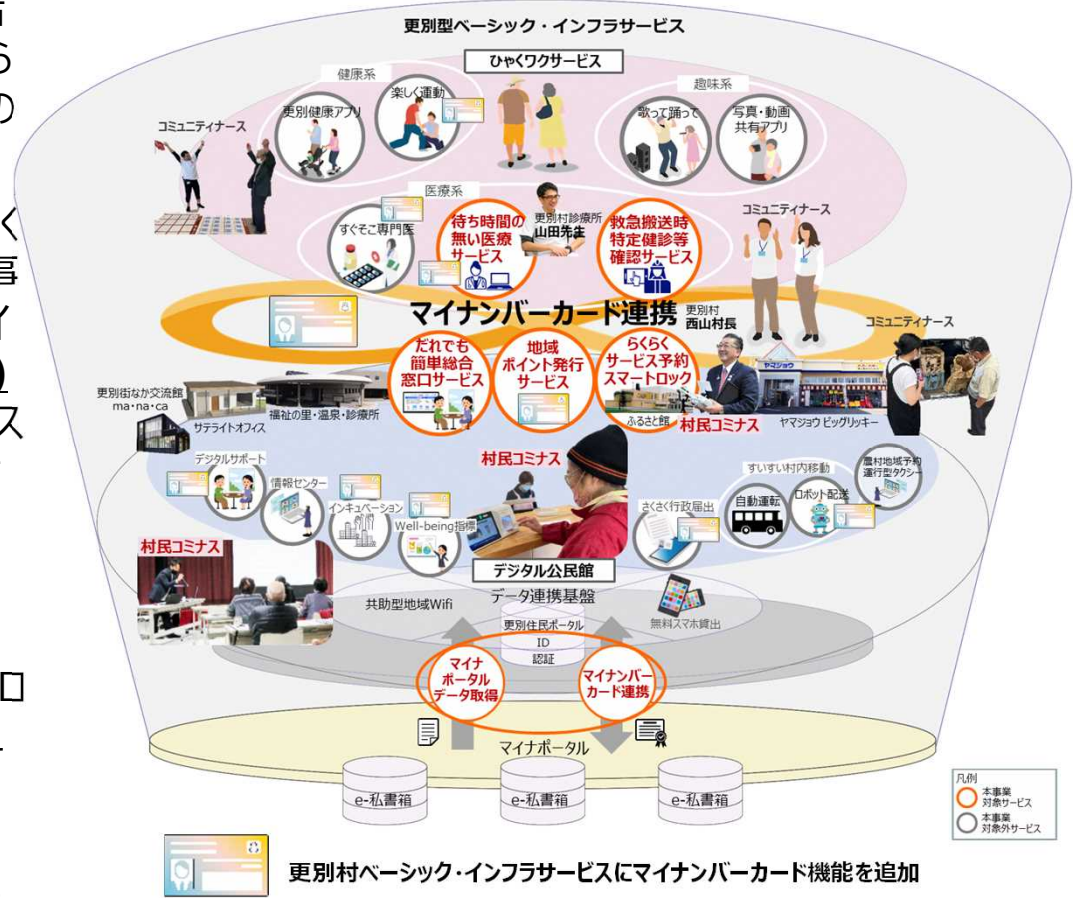 更別型ベーシック・インフラサービス
ひゃくワクサービス
健康系
趣味系
更別健康アプリ
楽しく運動
歌って踊って
写真・動画
共有アプリ
コミュニティナース
医療系
すぐそこ専門医
待ち時間の
無い医療
サービス
更別村診療所
山田先生
救急搬送時
特定健診等
確認サービス
コミュニティナース
マイナンバーカード連携
更別村
西山村長
コミュニティナース
だれでも
簡単総合
窓口サービス
地域
ポイント発行
サービス
らくらく
サービス予約
スマートロック
ヤマジョウ
更別街なか交流館
ma・na・ca
サテライトオフィス
福祉の里・温泉・診療所
ふるさと館
村民コミナス
ヤマジョウ ビッグリッキー
デジタルサポート
情報センター
インキュベーション
Well-being指標
村民コミナス
さくさく行政届出
すいすい村内移動
自動運転
ロボット配送
農村地域予約
運行型タクシー
村民コミナス
デジタル公民館
共助型地域Wifi
データ連携基盤
無料スマホ貸出
更別住民ポータル
ID
認証
マイナ
ポータル
データ取得
マイナンバー
カード連携
マイナポータル
e-私書箱
e-私書箱
e-私書箱
凡例
本事業
対象サービス
本事業
対象外サービス
更別村ベーシック・インフラサービスにマイナンバーカード機能を追加
ら
の
く
事
イ
ス